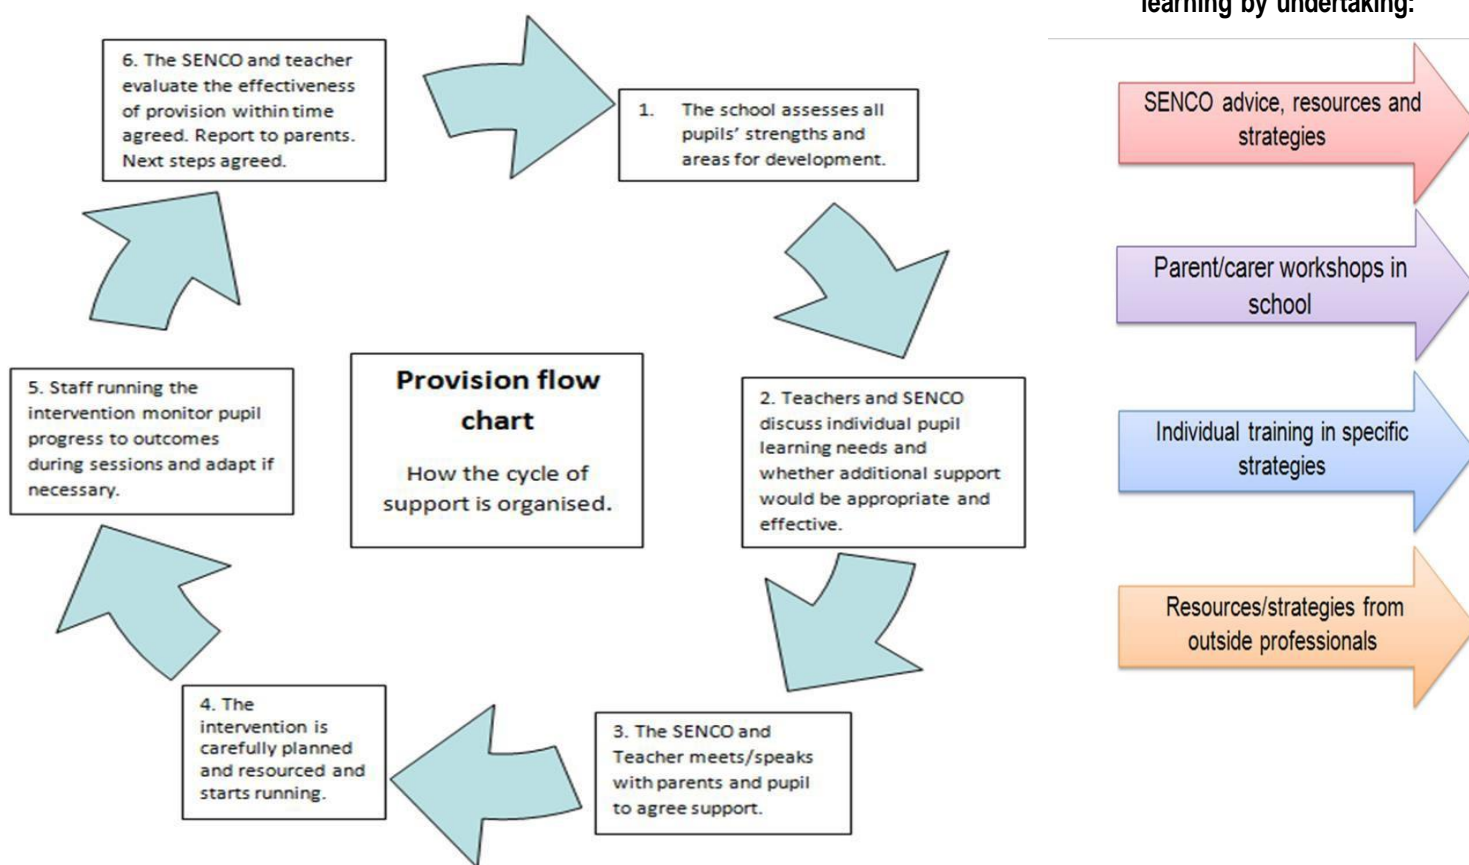 learning by undertaking:
6. The SENCO and teacher
evaluate the effectiveness
of provision within time
agreed. Report to parents.
Next steps agreed.
1. The school assesses all
pupils’ strengths and
areas for development.
2. Teachers and SENCO
discuss individual pupil
learning needs and
whether additional support
would be appropriate and
effective.
3. The SENCO and
Teacher meets/speaks
with parents and pupil
to agree support.
4. The
intervention is
carefully planned
and resourced and
starts running.
5. Staff running the
intervention monitor pupil
progress to outcomes
during sessions and adapt if
necessary.
Provision flow
chart
How the cycle of
support is organised.
SENCO advice, resources and
strategies
Parent/carer workshops in
school
Individual training in specific
strategies
Resources/strategies from
outside professionals